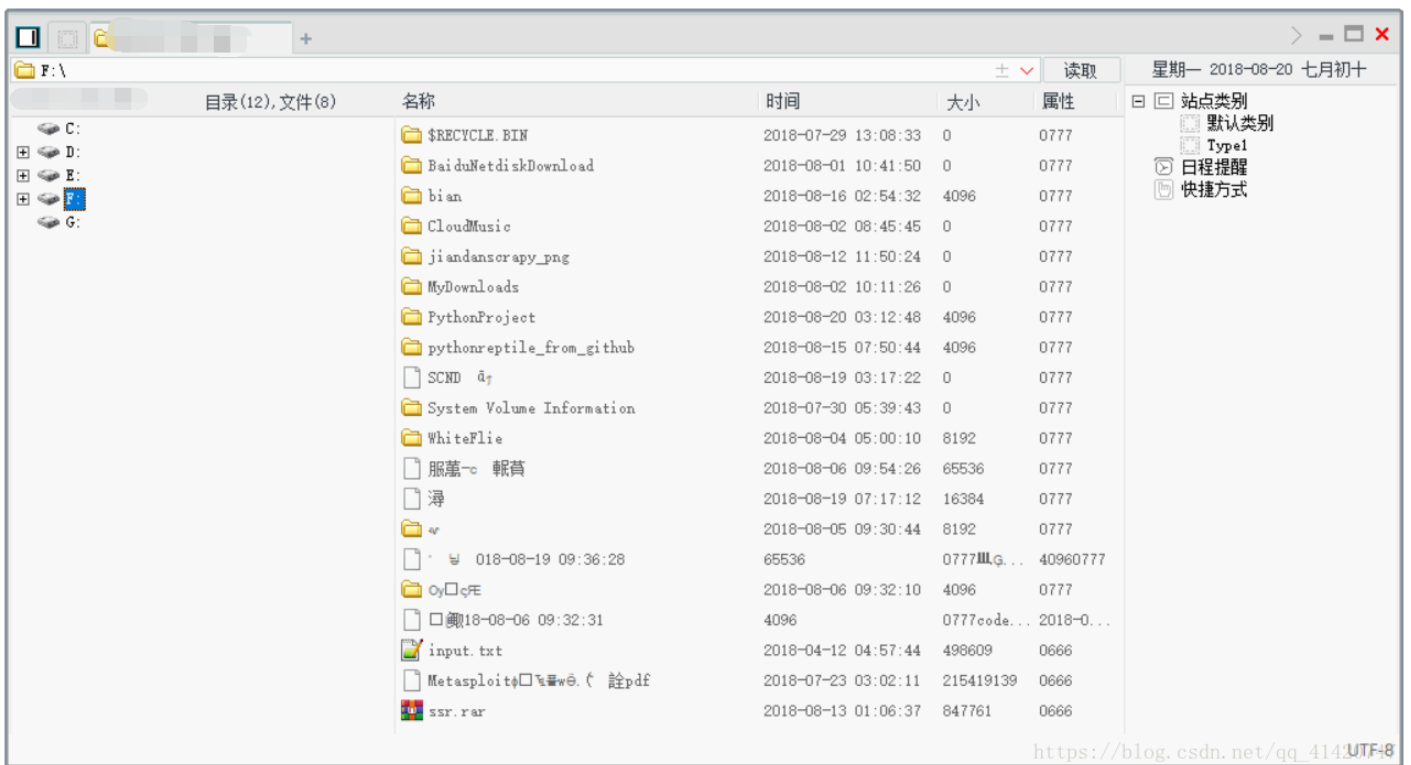 F:\ 读取 星期一 2018-08-20 七月初十
目录(12),文件(8) 名称 时间 大小 属性 站点类别
默认类别
Type1
日程提醒
快捷方式
C:
D:
E:
F:
G:
$RECYCLE.BIN 2018-07-29 13:08:33 0 0777
BaiduNetdiskDownload 2018-08-01 10:41:50 0 0777
bian 2018-08-16 02:54:32 4096 0777
CloudMusic 2018-08-02 08:45:45 0 0777
jiandanscrapy_png 2018-08-12 11:50:24 0 0777
MyDownloads 2018-08-02 10:11:26 0 0777
PythonProject 2018-08-20 03:12:48 4096 0777
pythonreptile_from_github 2018-08-15 07:50:44 4096 0777
SCND 2018-08-19 03:17:22 0 0777
System Volume Information 2018-07-30 05:39:43 0 0777
WhiteFlie 2018-08-04 05:00:10 8192 0777
2018-08-06 09:54:26 65536 0777
潯 2018-08-19 07:17:12 16384 0777
2018-08-05 09:30:44 8192 0777
018-08-19 09:36:28 65536 0777 40960777
2018-08-06 09:32:10 4096 0777
18-08-06 09:32:31 4096 0777code... 2018-0...
input.txt 2018-04-12 04:57:44 498609 0666
Metasploit pdf 2018-07-23 03:02:11 215419139 0666
ssr.rar 2018-08-13 01:06:37 847761 0666
UTF-8